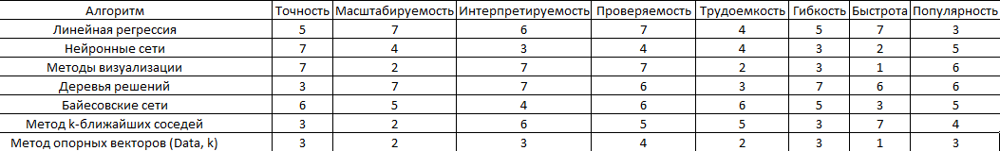 Алгоритм Точность Масштабируемость Интерпретируемость Проверяемость Трудоемкость Гибкость Быстрота Популярность
Линейная регрессия 5 7 6 7 4 5 7 3
Нейронные сети 7 4 3 4 4 3 2 5
Методы визуализации 7 2 7 7 2 3 1 6
Деревья решений 3 7 7 6 3 7 6 6
Байесовские сети 6 5 4 6 6 5 3 5
Метод k-ближайших соседей 3 2 6 5 5 3 7 4
Метод опорных векторов (Data, k) 3 2 3 4 2 3 1 3